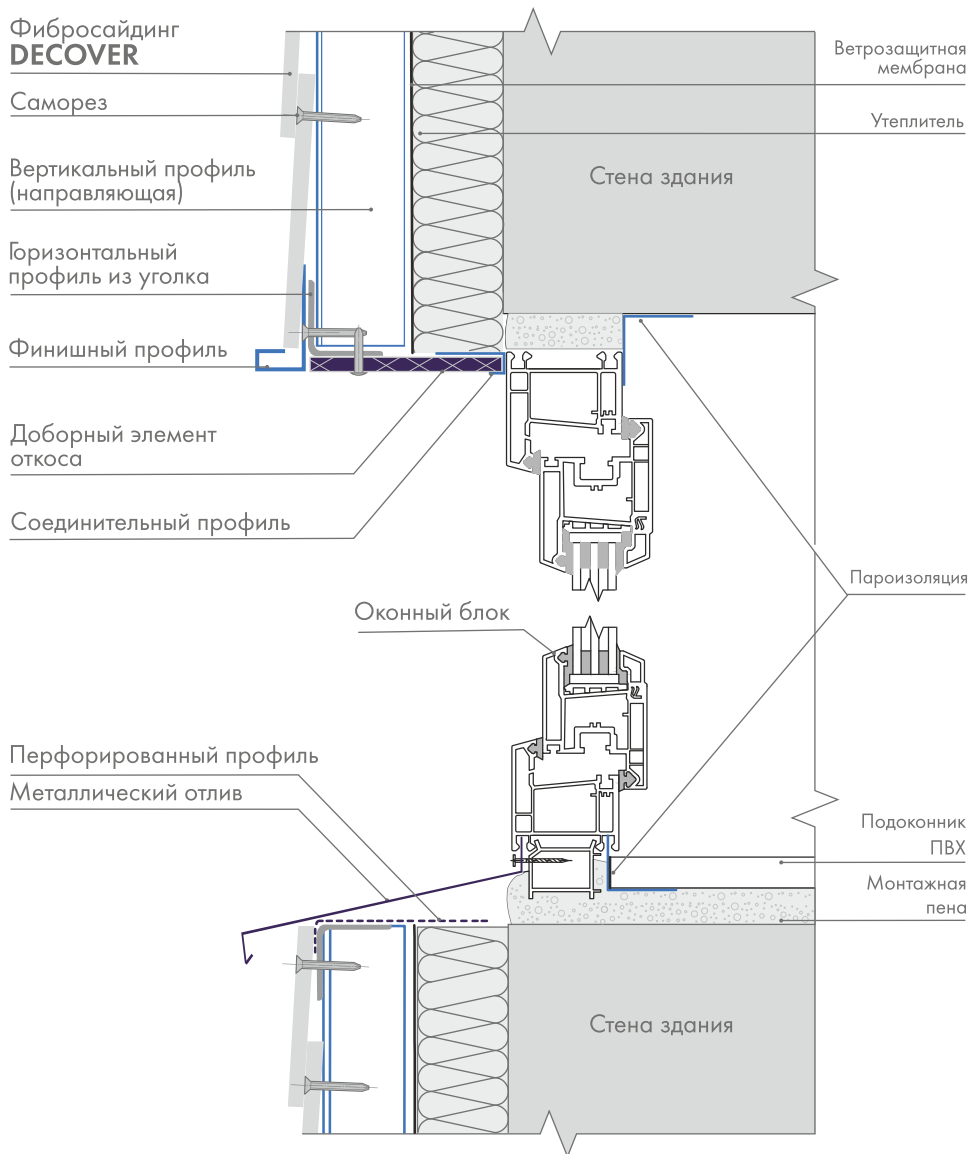 Фибросайдинг
DECOVER
Саморез
Вертикальный профиль
(направляющая)
Горизонтальный
профиль из уголка
Финишный профиль
Доборный элемент
откоса
Соединительный профиль
Ветрозащитная
мембрана
Утеплитель
Стена здания
Пароизоляция
Оконный блок
Перфорированный профиль
Металлический отлив
Подоконник
ПВХ
Монтажная
пена
Стена здания